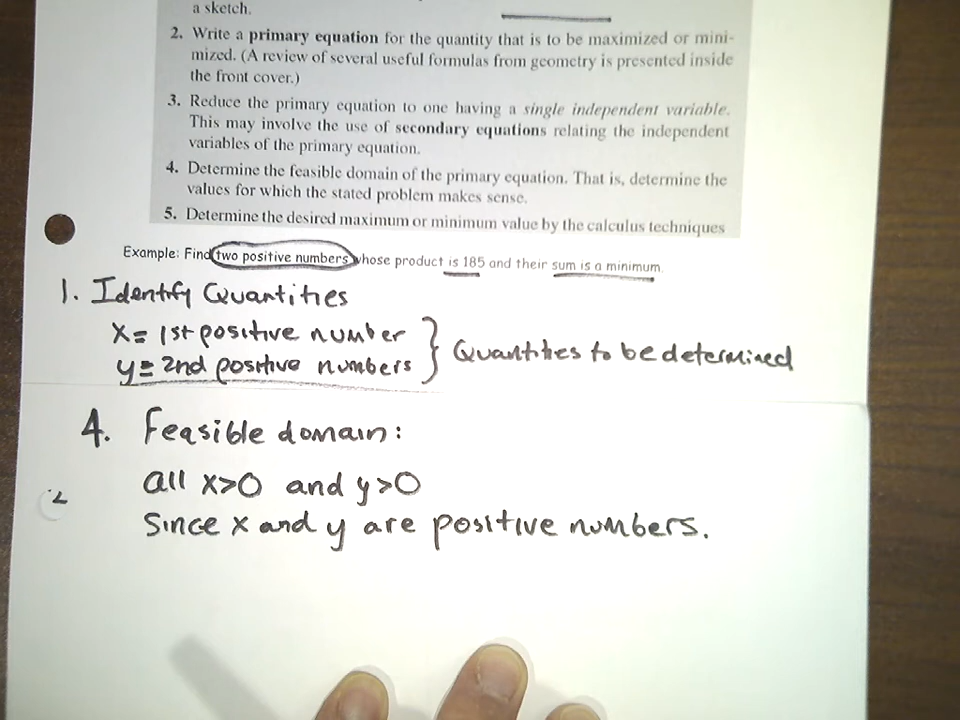 a sketch.
2. Write a primary equation for the quantity that is to be maximized or mini-
mized. (A review of several useful formulas from geometry is presented inside
the front cover.)
3. Reduce the primary equation to one having a single independent variable.
This may involve the use of secondary equations relating the independent
variables of the primary equation.
4. Determine the feasible domain of the primary equation. That is, determine the
values for which the stated problem makes sense.
5. Determine the desired maximum or minimum value by the calculus techniques
Example: Find two positive numbers whose product is 185 and their sum is a minimum.
1. Identify Quantities
x = 1st positive number
y = 2nd positive numbers
} Quantities to be determined
4. Feasible domain:
all x>0 and y>0
Since x and y are positive numbers.